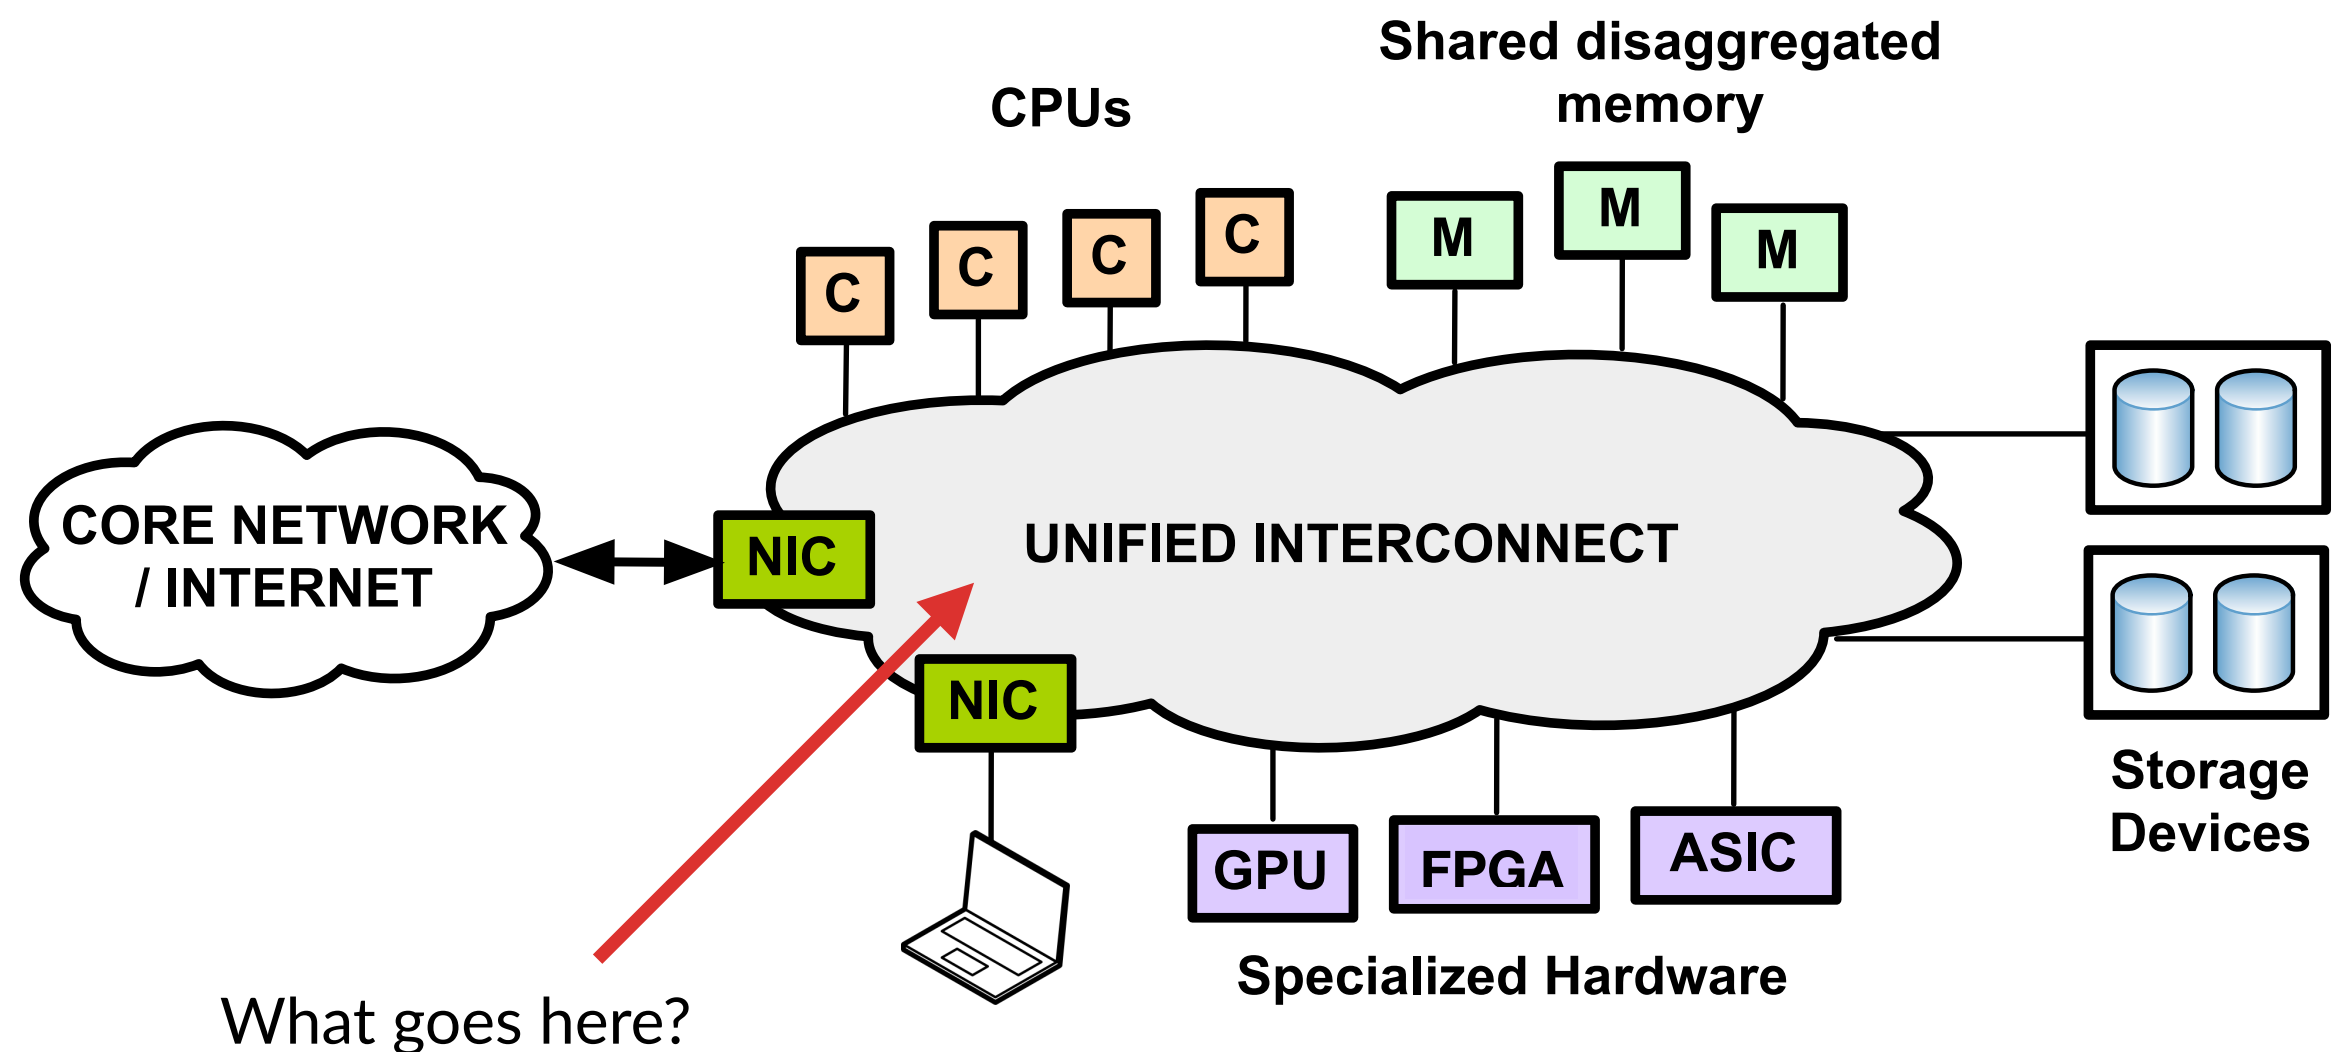 Shared disaggregated
memory
CPUs
C
C
C
C
M
M
M
CORE NETWORK
/ INTERNET
NIC
UNIFIED INTERCONNECT
NIC
GPU
FPGA
ASIC
Storage
Devices
Specialized Hardware
What goes here?